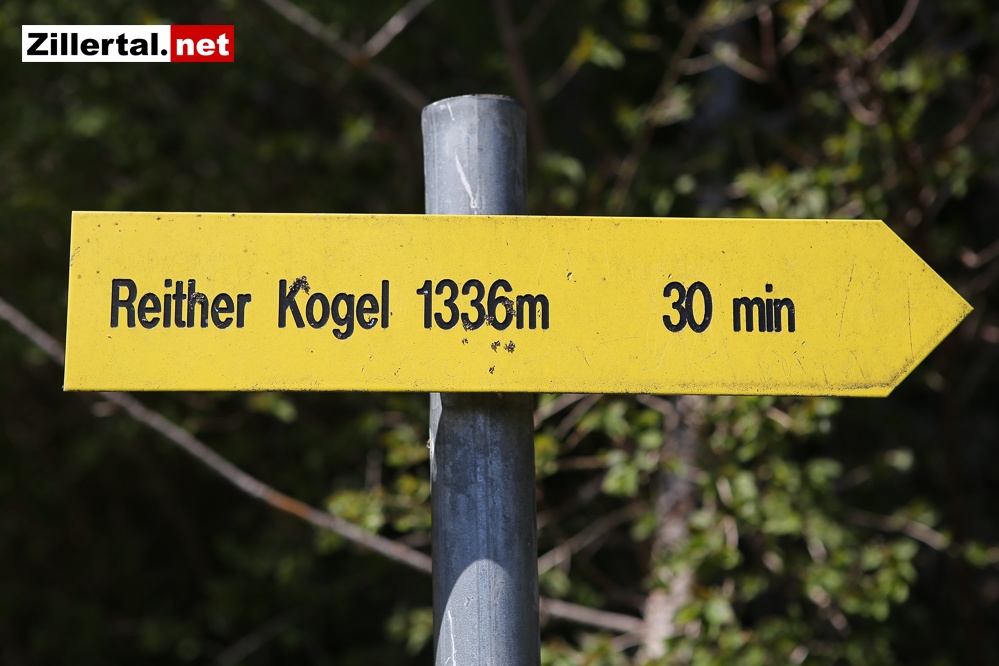 Zillertal.net
Reither Kogel 1336m 30 min